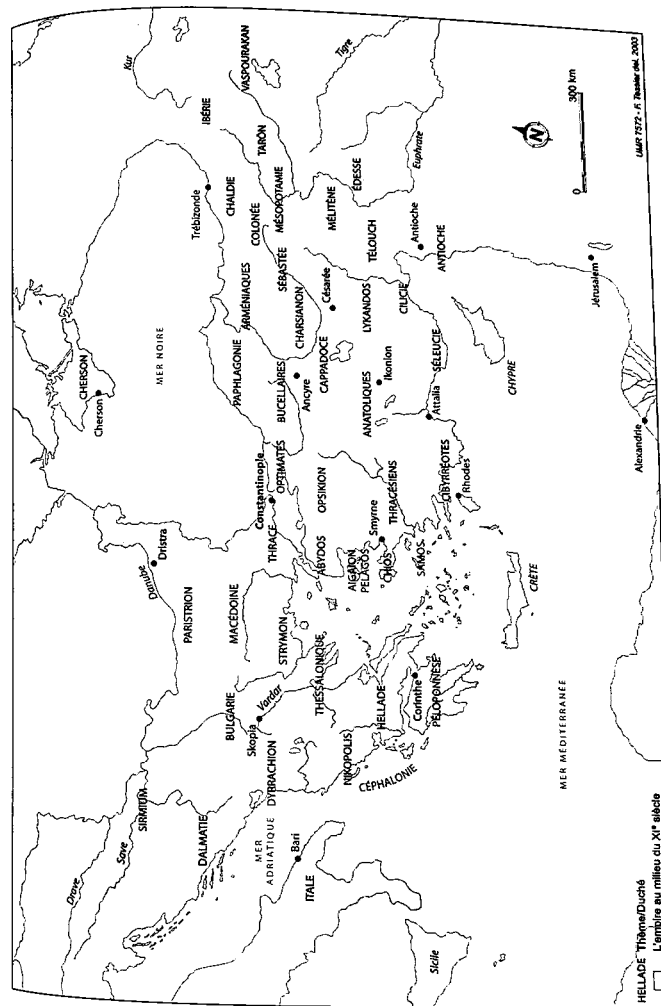 Kur
VASPOURAKAN
IBÉRIE
Tigre
TARÔN
Trébizonde
CHALDIE
COLONÉE
MÉSOPOTAMIE
MÉLITÈNE
ÉDESSE
Euphrate
ARMÉNIAQUES
SÉBASTÉE
TÉLOUCH
Antioche
ANTIOCHE
CHERSON
Cherson
MER NOIRE
PAPHLAGONIE
CHARSIANON
Césarée
LYKANDOS
CILICIE
BUCELLAIRES
Ancyre
CAPPADOCE
ANATOLIQUES
Ikonion
SÉLEUCIE
Attalia
CHYPRE
Jérusalem
Alexandrie
Constantinople
OPTIMATES
OPSIKION
THRACÉSIENS
CIBYRRÉOTES
Rhodes
Danube
Dristra
PARISTRION
THRACE
ABYDOS
AIGAION
PELAGOS
Smyrne
CHIOS
SAMOS
MACÉDOINE
STRYMON
THESSALONIQUE
BULGARIE
Skopia
Vardar
HELLADE
Corinthe
PÉLOPONNÈSE
CRÈTE
SIRMIUM
DYRRACHION
NIKOPOLIS
CÉPHALONIE
Drave
Save
DALMATIE
MER
ADRIATIQUE
Bari
ITALE
MER MÉDITERRANÉE
Sicile
N
0 300 km
UMR 7572 - F. Tessier del. 2003
HELLADE Thème/Duché
L'empire au milieu du XIe siècle